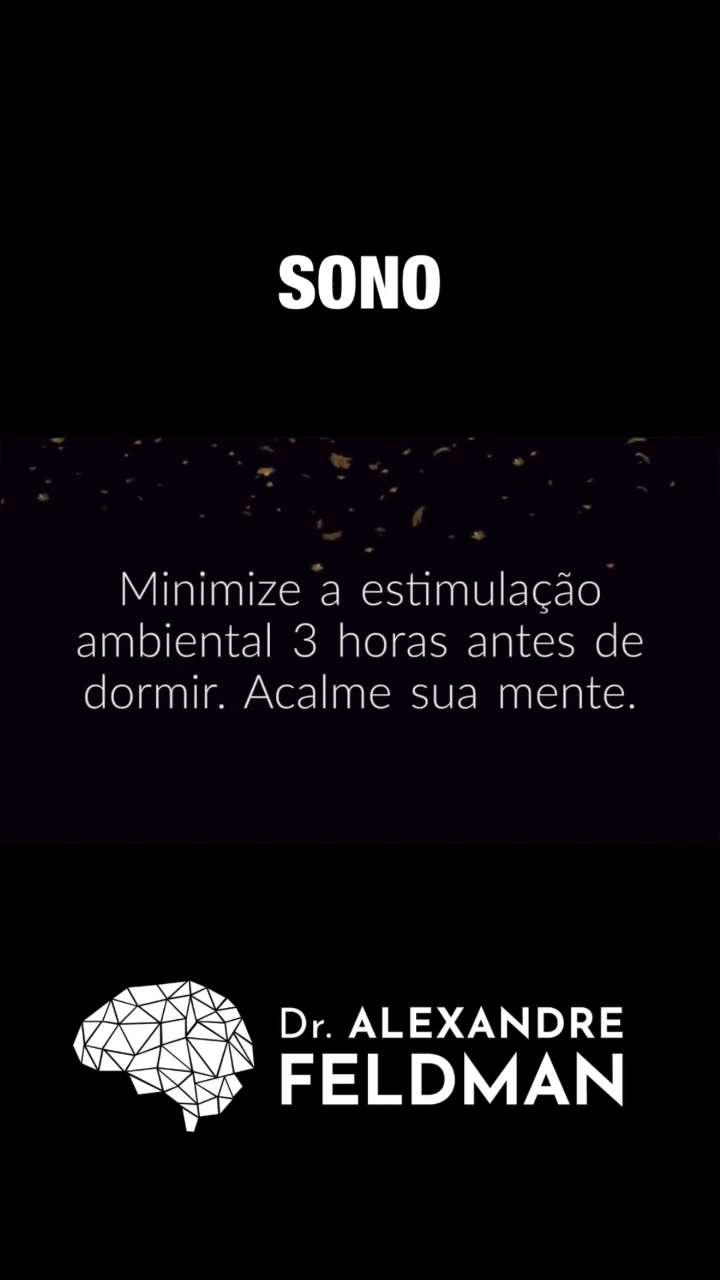 SONO
Minimize a estimulação
ambiental 3 horas antes de
dormir. Acalme sua mente.
Dr. ALEXANDRE
FELDMAN